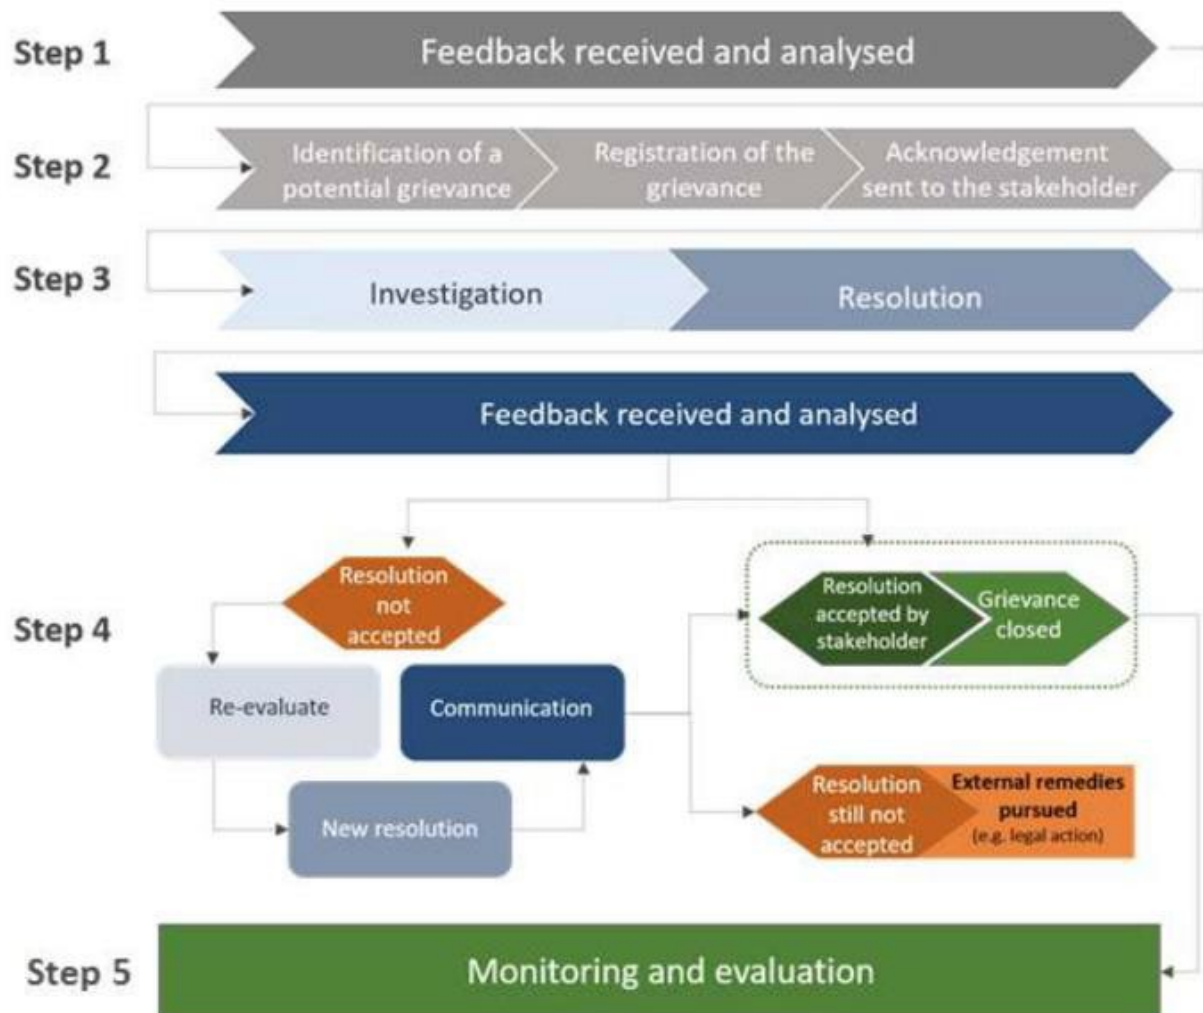 Step 1
Feedback received and analysed
Step 2
Identification of a
potential grievance
Registration of the
grievance
Acknowledgement
sent to the stakeholder
Step 3
Investigation
Resolution
Feedback received and analysed
Step 4
Resolution
not
accepted
Resolution
accepted by
stakeholder
Grievance
closed
Re-evaluate
Communication
New resolution
Resolution
still not
accepted
External remedies
pursued
(e.g. legal action)
Step 5
Monitoring and evaluation